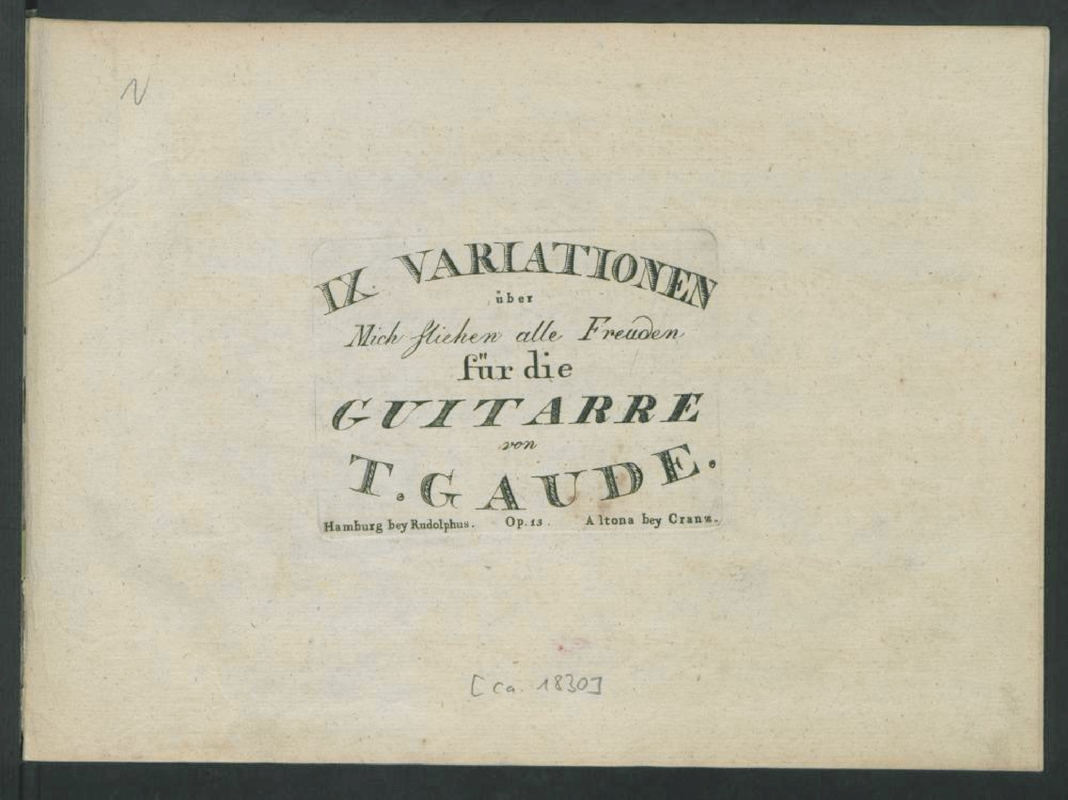 N
IX. VARIATIONEN
über
Mich fliehen alle Freuden
für die
GUITARRE
von
T. GAUDE.
Hamburg bey Rudolphus. Op. 13. Altona bey Cranz.
[ca. 1830]